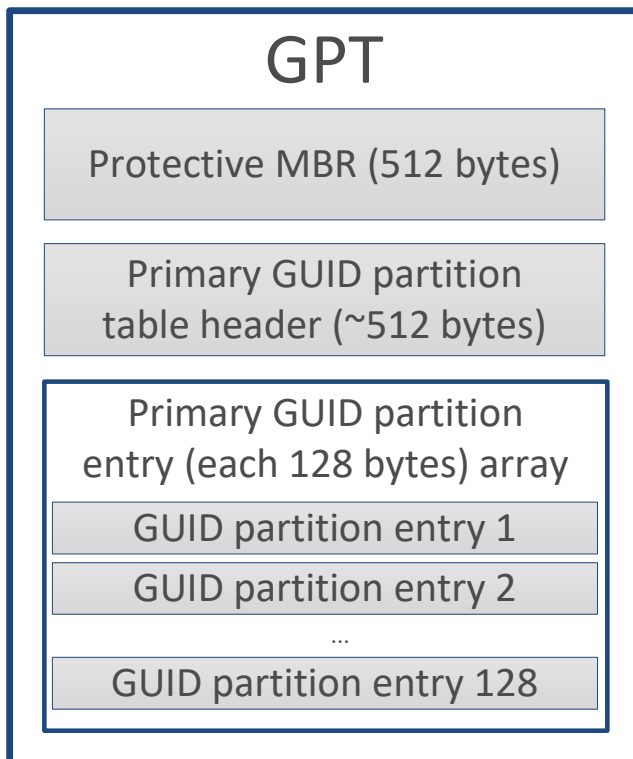 GPT
Protective MBR (512 bytes)
Primary GUID partition
table header (~512 bytes)
Primary GUID partition
entry (each 128 bytes) array
GUID partition entry 1
GUID partition entry 2
...
GUID partition entry 128